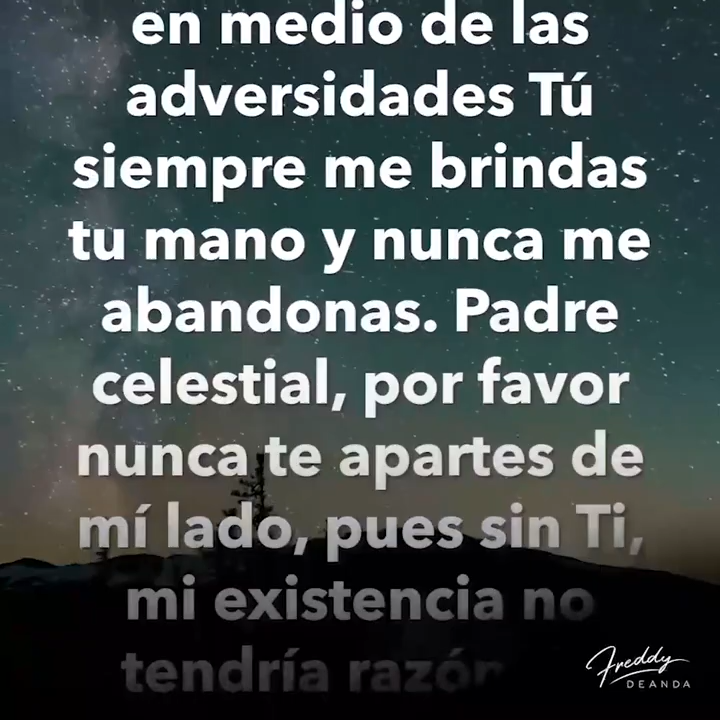 en medio de las
adversidades Tú
siempre me brindas
tu mano y nunca me
abandonas. Padre
celestial, por favor
nunca te apartes de
mí lado, pues sin Ti,
mi existencia no
tendría razón
Freddy
DEANDA